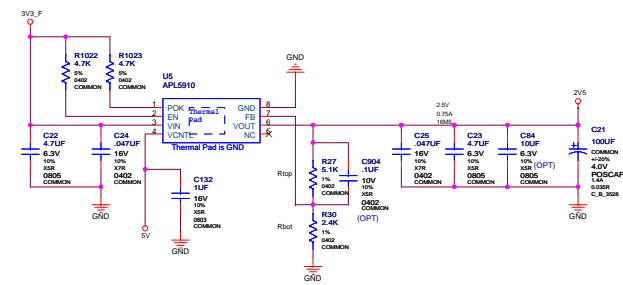 3V3_F
R1022
4.7K
5%
0402
COMMON
R1023
4.7K
5%
0402
COMMON
U5
APL5910
1 POK
2 EN
3 VIN
4 VCNTL
GND 8
FB 7
VOUT 6
NC 5
Thermal
Pad
Thermal Pad is GND
GND
C22
4.7UF
6.3V
10%
X5R
0805
COMMON
C24
.047UF
16V
10%
X7R
0402
COMMON
GND
5V
C132
1UF
16V
10%
X5R
0603
COMMON
GND
Rtop
R27
5.1K
1%
0402
COMMON
C904
.1UF
10V
10%
X5R
0402
COMMON
(OPT)
Rbot
R30
2.4K
1%
0402
COMMON
GND
2.5V
0.75A
16MIL
C25
.047UF
16V
10%
X7R
0402
COMMON
C23
4.7UF
6.3V
10%
X5R
0805
COMMON
C84
10UF
6.3V
(OPT)
10%
X5R
0805
COMMON
2V5
C21
100UF
COMMON
+/-20%
4.0V
POSCAP
1.4A
0.035R
C_B_3528
GND